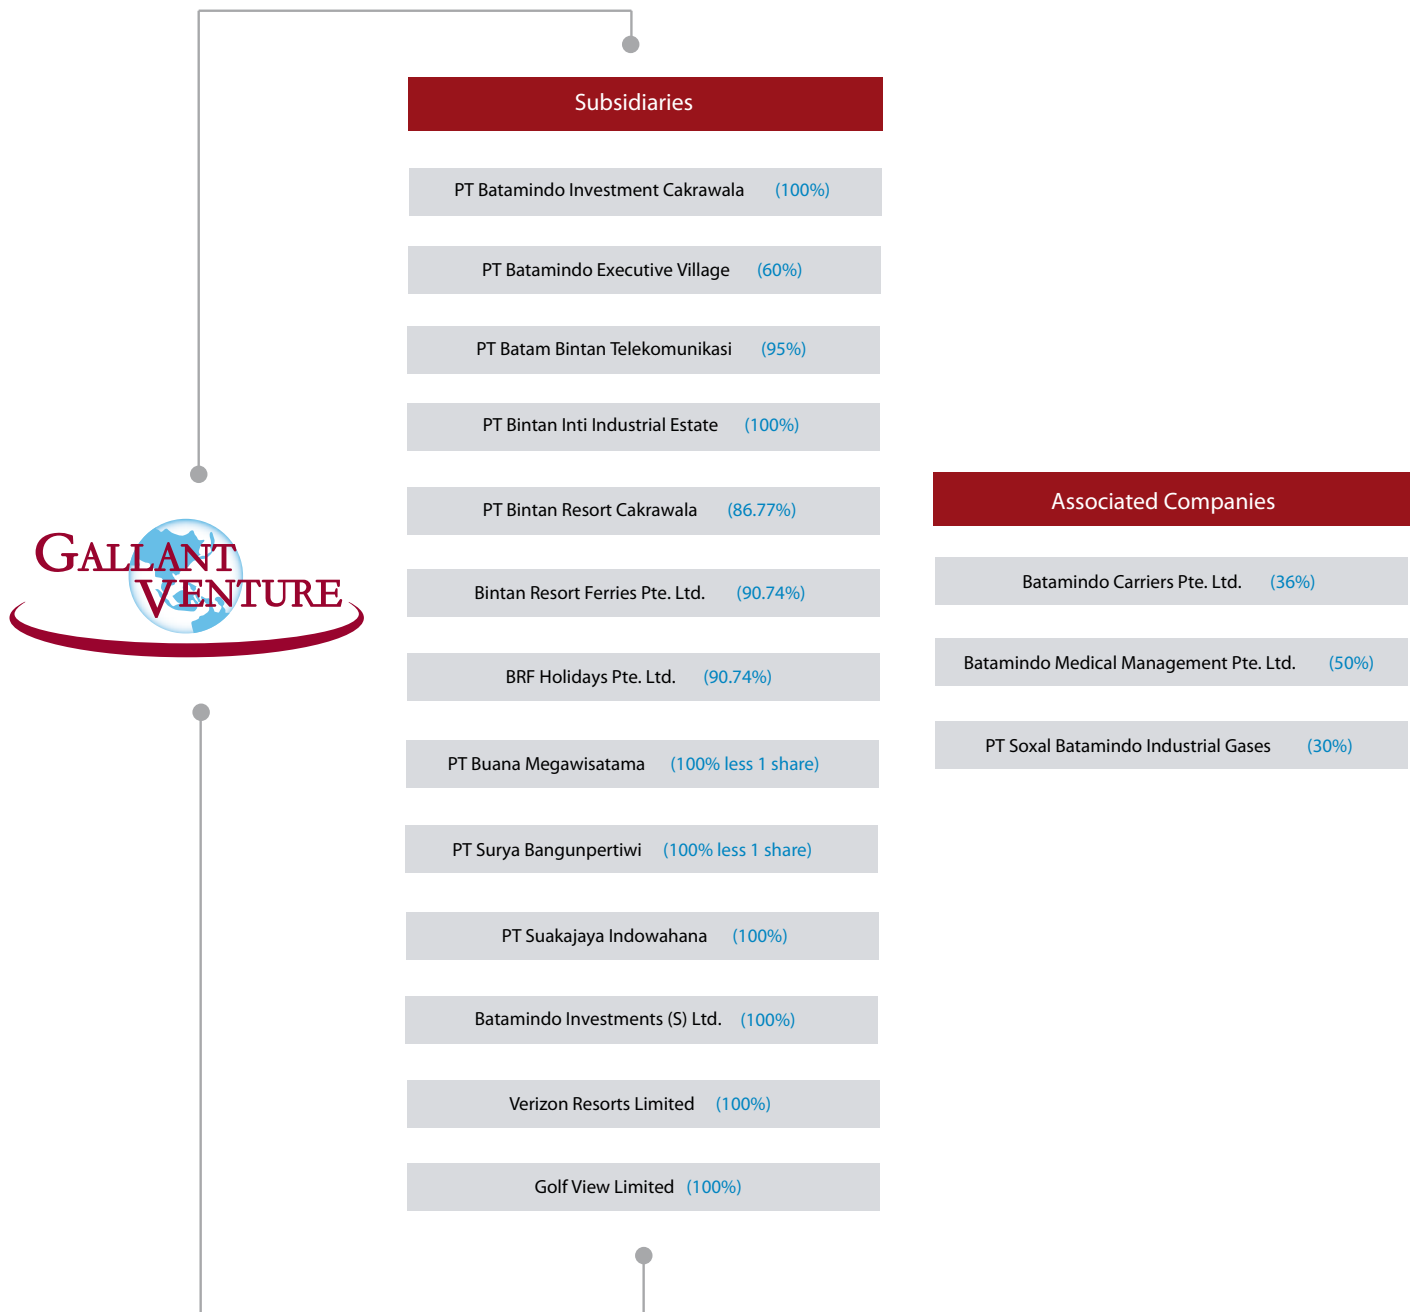 Subsidiaries
PT Batamindo Investment Cakrawala (100%)
PT Batamindo Executive Village (60%)
PT Batam Bintan Telekomunikasi (95%)
PT Bintan Inti Industrial Estate (100%)
PT Bintan Resort Cakrawala (86.77%)
Bintan Resort Ferries Pte. Ltd. (90.74%)
BRF Holidays Pte. Ltd. (90.74%)
PT Buana Megawisatama (100% less 1 share)
PT Surya Bangunpertiwi (100% less 1 share)
PT Suakajaya Indowahana (100%)
Batamindo Investments (S) Ltd. (100%)
Verizon Resorts Limited (100%)
Golf View Limited (100%)
GALLANT
VENTURE
Associated Companies
Batamindo Carriers Pte. Ltd. (36%)
Batamindo Medical Management Pte. Ltd. (50%)
PT Soxal Batamindo Industrial Gases (30%)